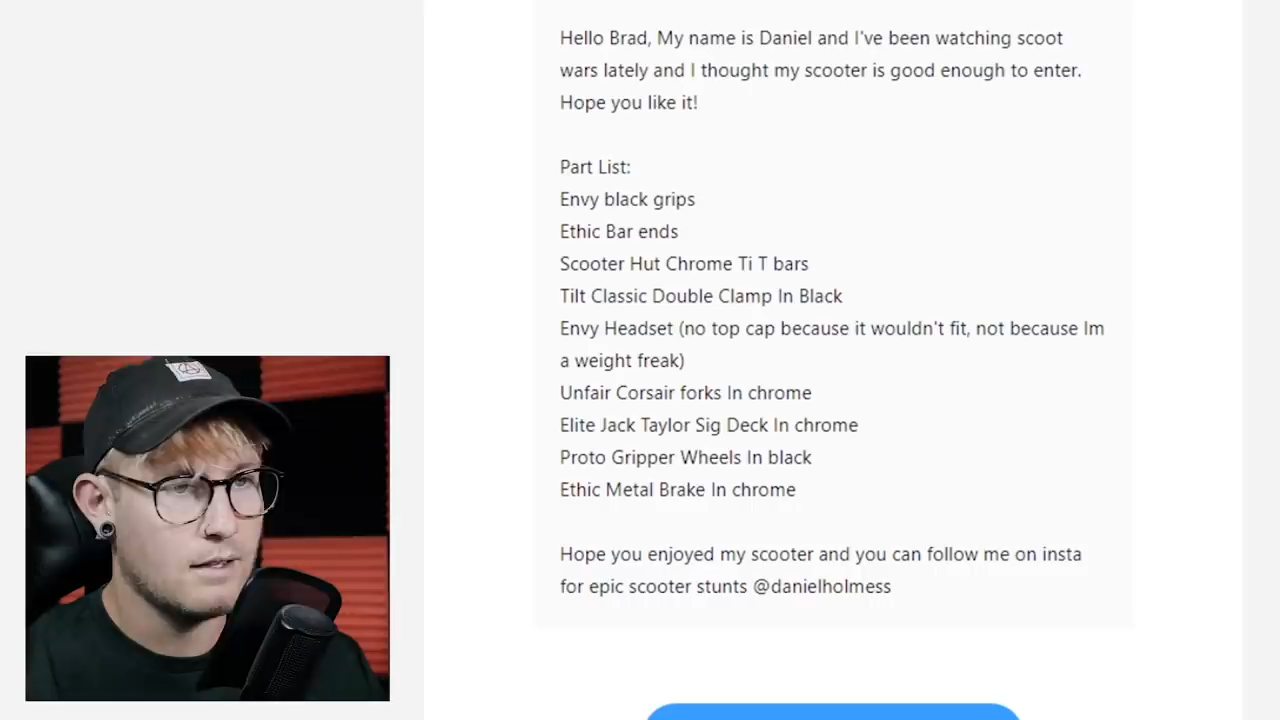 Hello Brad, My name is Daniel and I've been watching scoot
wars lately and I thought my scooter is good enough to enter.
Hope you like it!
Part List:
Envy black grips
Ethic Bar ends
Scooter Hut Chrome Ti T bars
Tilt Classic Double Clamp In Black
Envy Headset (no top cap because it wouldn't fit, not because Im
a weight freak)
Unfair Corsair forks In chrome
Elite Jack Taylor Sig Deck In chrome
Proto Gripper Wheels In black
Ethic Metal Brake In chrome
Hope you enjoyed my scooter and you can follow me on insta
for epic scooter stunts @danielholmess